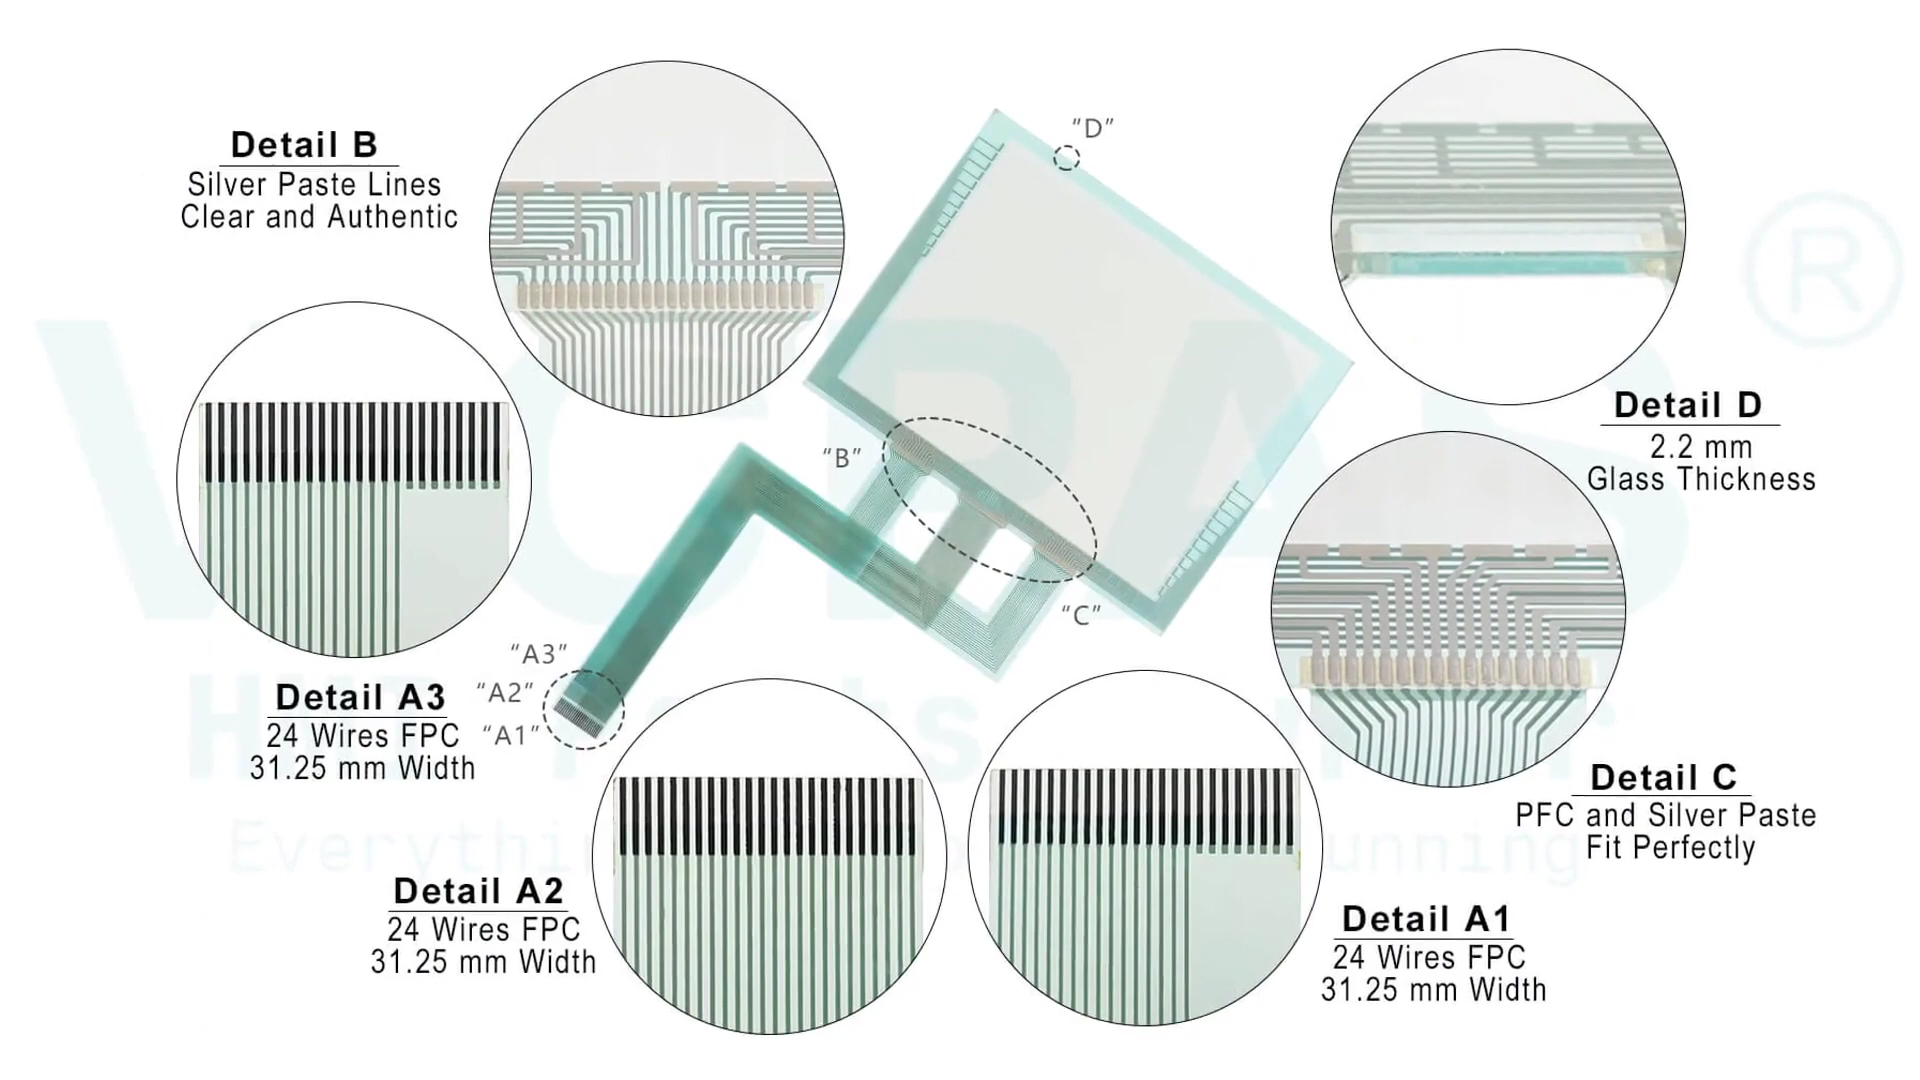 Detail B
Silver Paste Lines
Clear and Authentic
“D”
®
Detail D
2.2 mm
Glass Thickness
“B”
“C”
“A3”
“A2”
“A1”
Detail A3
24 Wires FPC
31.25 mm Width
Detail C
PFC and Silver Paste
Fit Perfectly
Detail A2
24 Wires FPC
31.25 mm Width
Detail A1
24 Wires FPC
31.25 mm Width